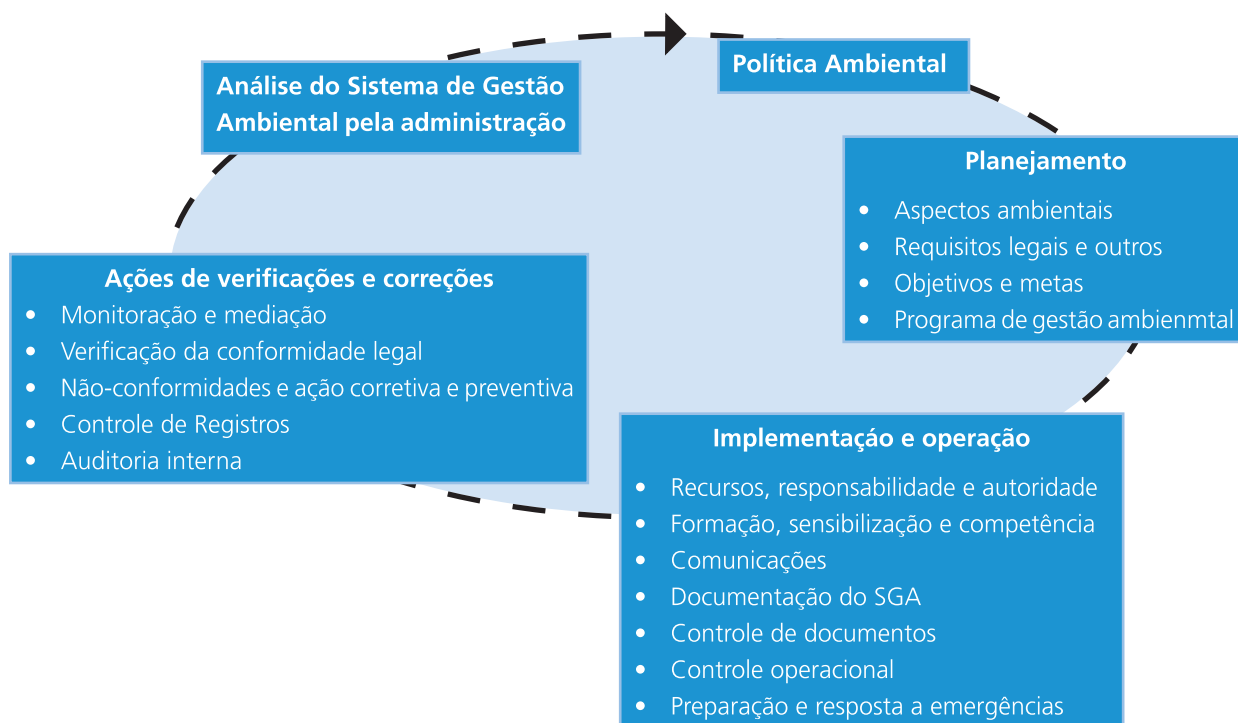 Análise do Sistema de Gestão
Ambiental pela administração
Política Ambiental
Planejamento
• Aspectos ambientais
• Requisitos legais e outros
• Objetivos e metas
• Programa de gestão ambienmtal
Implementaçáo e operação
• Recursos, responsabilidade e autoridade
• Formação, sensibilização e competência
• Comunicações
• Documentação do SGA
• Controle de documentos
• Controle operacional
• Preparação e resposta a emergências
Ações de verificações e correções
• Monitoração e mediação
• Verificação da conformidade legal
• Não-conformidades e ação corretiva e preventiva
• Controle de Registros
• Auditoria interna